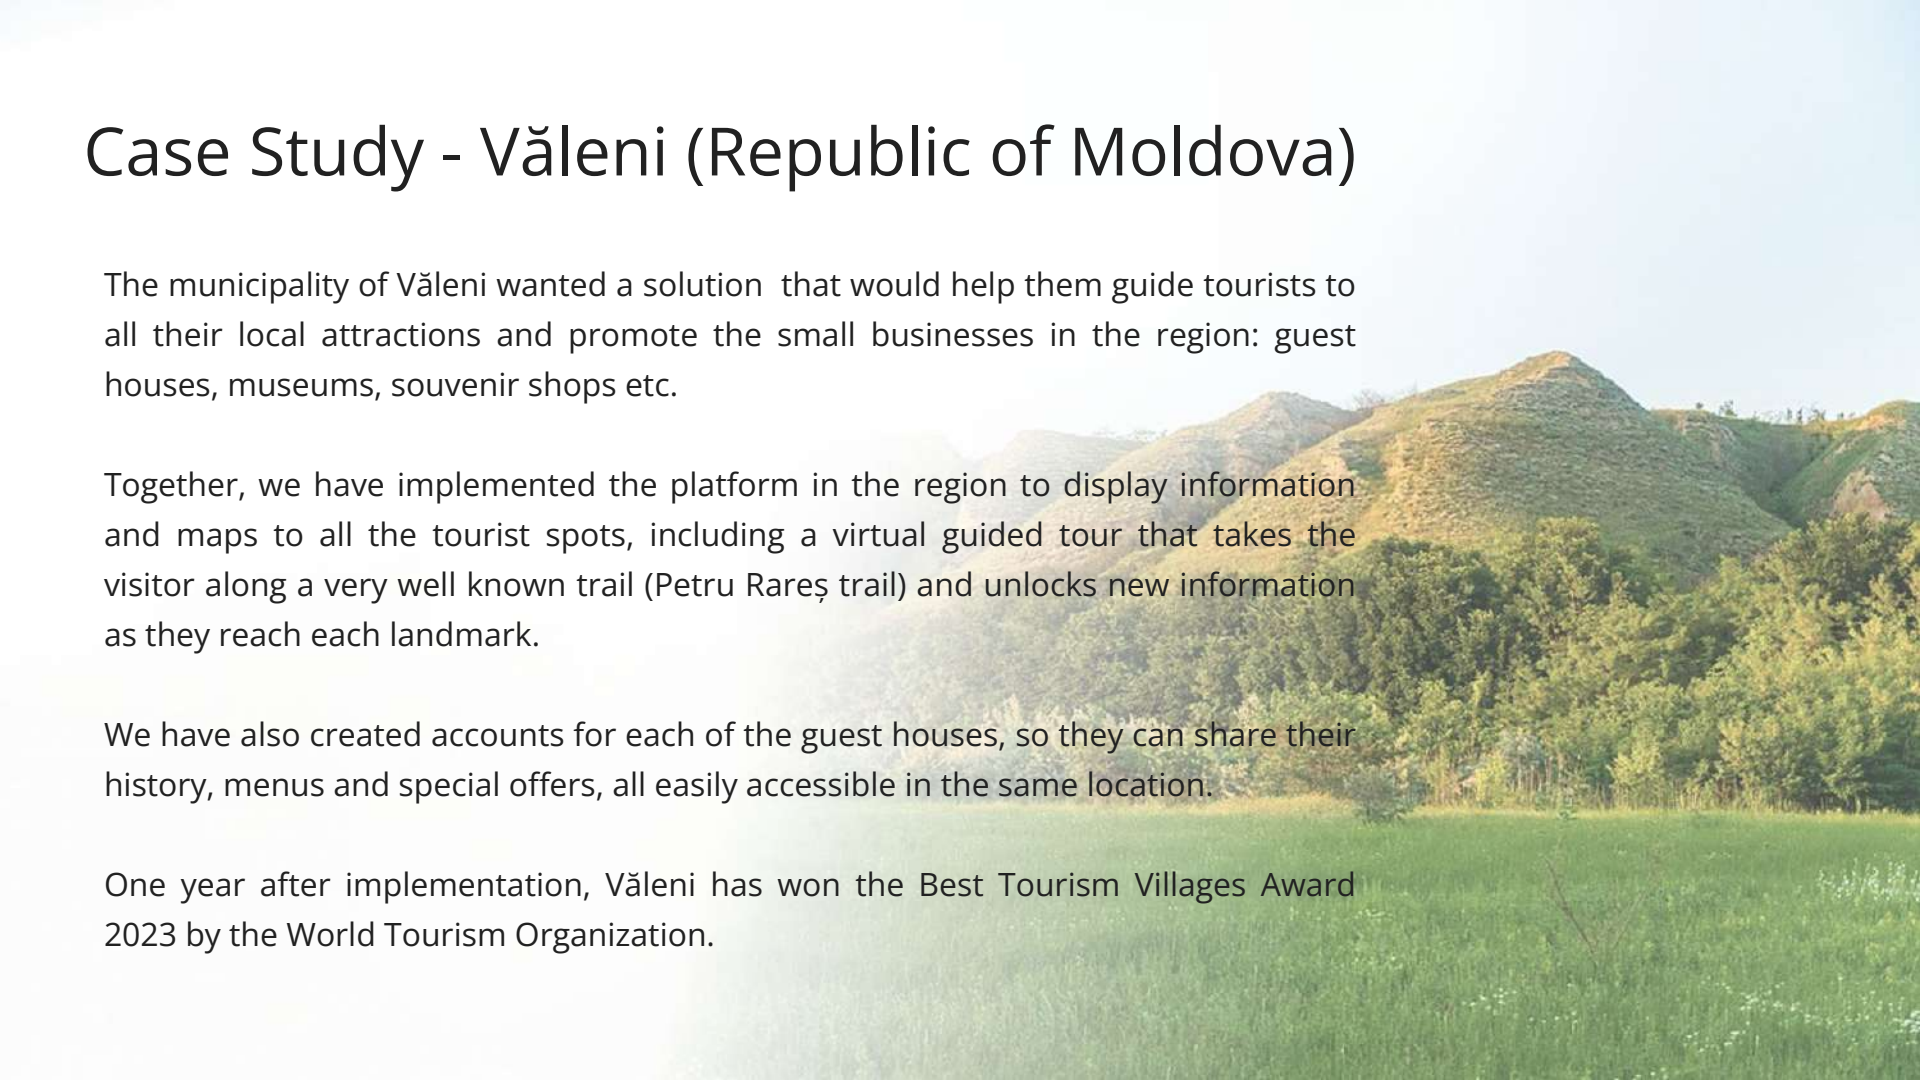 Case Study - Văleni (Republic of Moldova)
The municipality of Văleni wanted a solution  that would help them guide tourists to
all their local attractions and promote the small businesses in the region: guest
houses, museums, souvenir shops etc.
Together, we have implemented the platform in the region to display information
and maps to all the tourist spots, including a virtual guided tour that takes the
visitor along a very well known trail (Petru Rareș trail) and unlocks new information
as they reach each landmark.
We have also created accounts for each of the guest houses, so they can share their
history, menus and special offers, all easily accessible in the same location.
One year after implementation, Văleni has won the Best Tourism Villages Award
2023 by the World Tourism Organization.